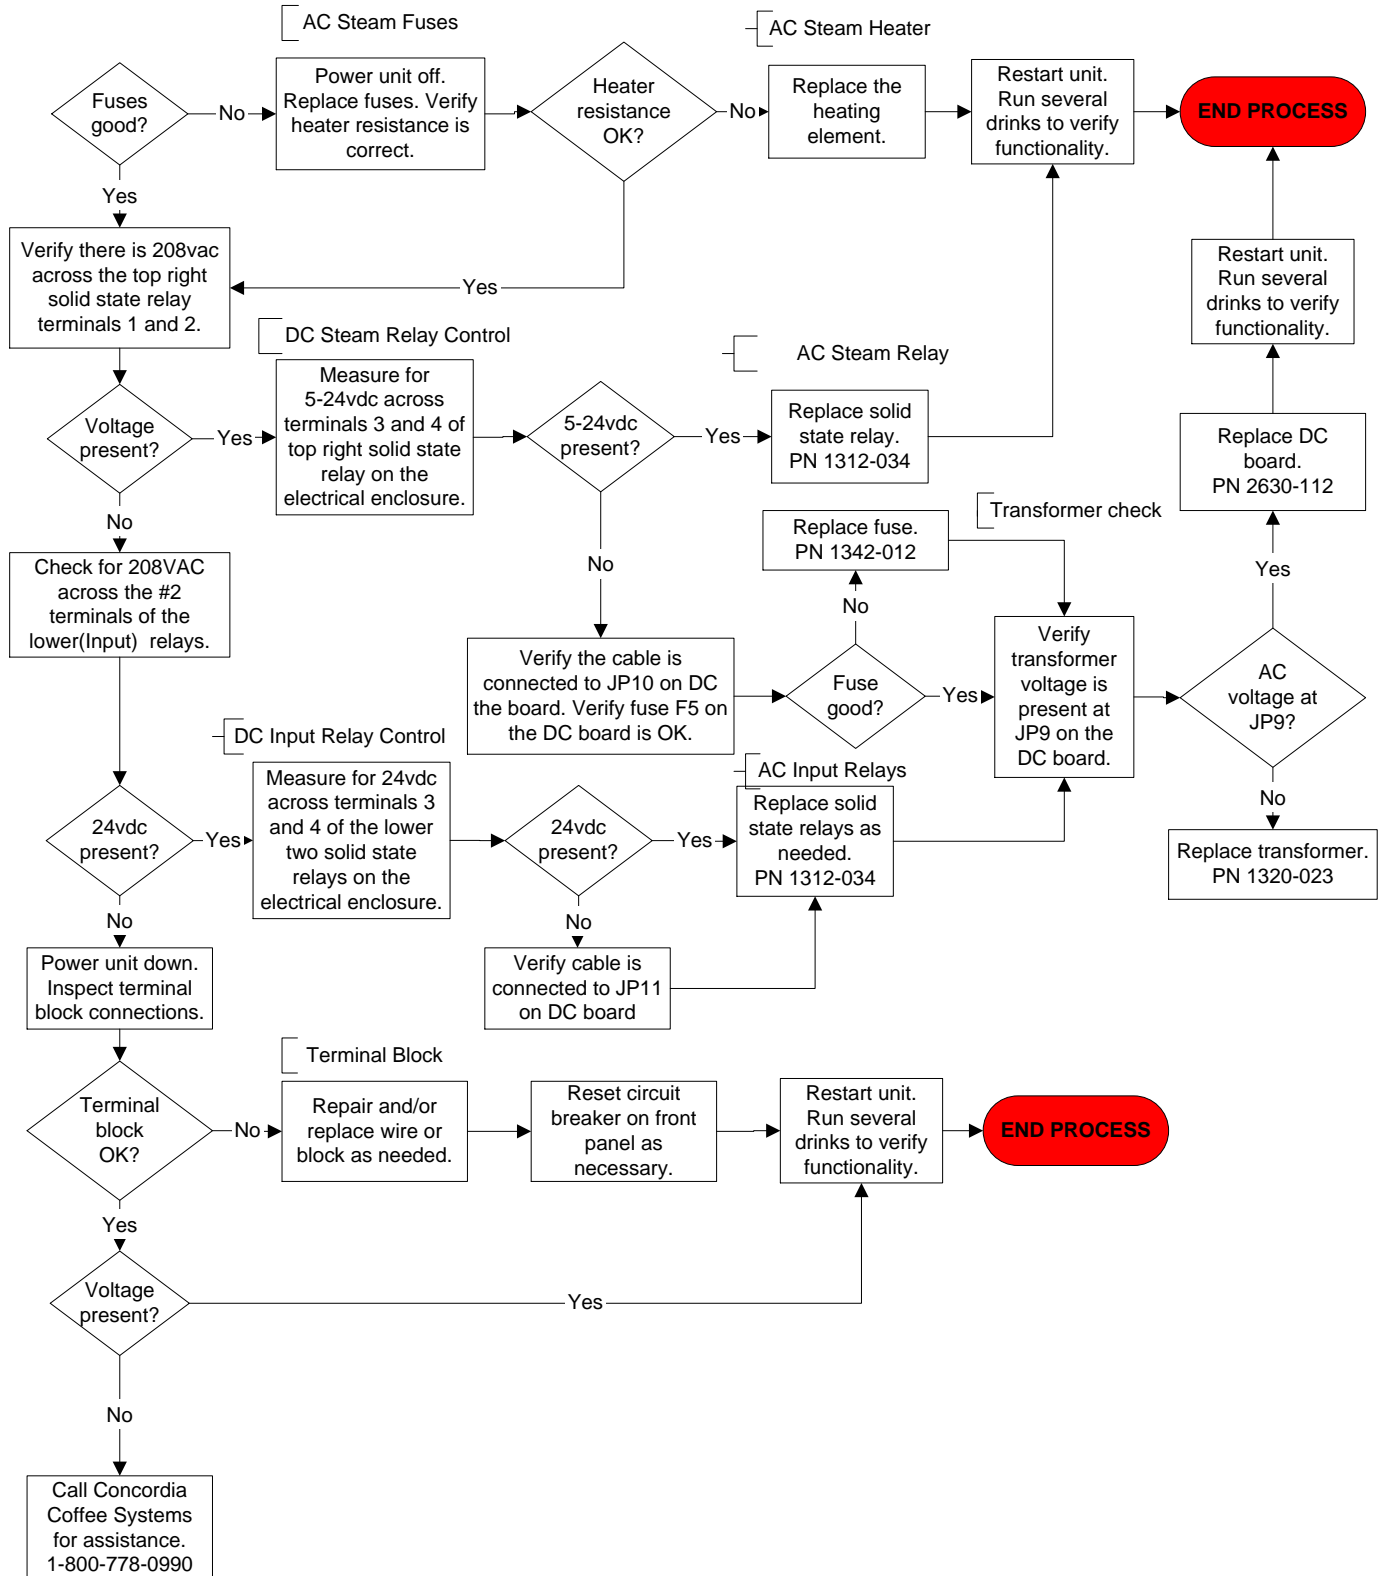 AC Steam Fuses
AC Steam Heater
Fuses
good?
No
Power unit off.
Replace fuses. Verify
heater resistance is
correct.
Heater
resistance
OK?
No
Replace the
heating
element.
Restart unit.
Run several
drinks to verify
functionality.
END PROCESS
Yes
Verify there is 208vac
across the top right
solid state relay
terminals 1 and 2.
Yes
Restart unit.
Run several
drinks to verify
functionality.
DC Steam Relay Control
AC Steam Relay
Voltage
present?
Yes
Measure for
5-24vdc across
terminals 3 and 4 of
top right solid state
relay on the
electrical enclosure.
5-24vdc
present?
Yes
Replace solid
state relay.
PN 1312-034
Replace DC
board.
PN 2630-112
No
No
Replace fuse.
PN 1342-012
Transformer check
Yes
Check for 208VAC
across the #2
terminals of the
lower(Input)  relays.
No
Verify the cable is
connected to JP10 on DC
the board. Verify fuse F5 on
the DC board is OK.
Fuse
good?
Yes
Verify
transformer
voltage is
present at
JP9 on the
DC board.
AC
voltage at
JP9?
No
Replace transformer.
PN 1320-023
DC Input Relay Control
AC Input Relays
24vdc
present?
Yes
Measure for 24vdc
across terminals 3
and 4 of the lower
two solid state
relays on the
electrical enclosure.
24vdc
present?
Yes
Replace solid
state relays as
needed.
PN 1312-034
No
No
Power unit down.
Inspect terminal
block connections.
Verify cable is
connected to JP11
on DC board
Terminal Block
Terminal
block
OK?
No
Repair and/or
replace wire or
block as needed.
Reset circuit
breaker on front
panel as
necessary.
Restart unit.
Run several
drinks to verify
functionality.
END PROCESS
Yes
Voltage
present?
Yes
No
Call Concordia
Coffee Systems
for assistance.
1-800-778-0990